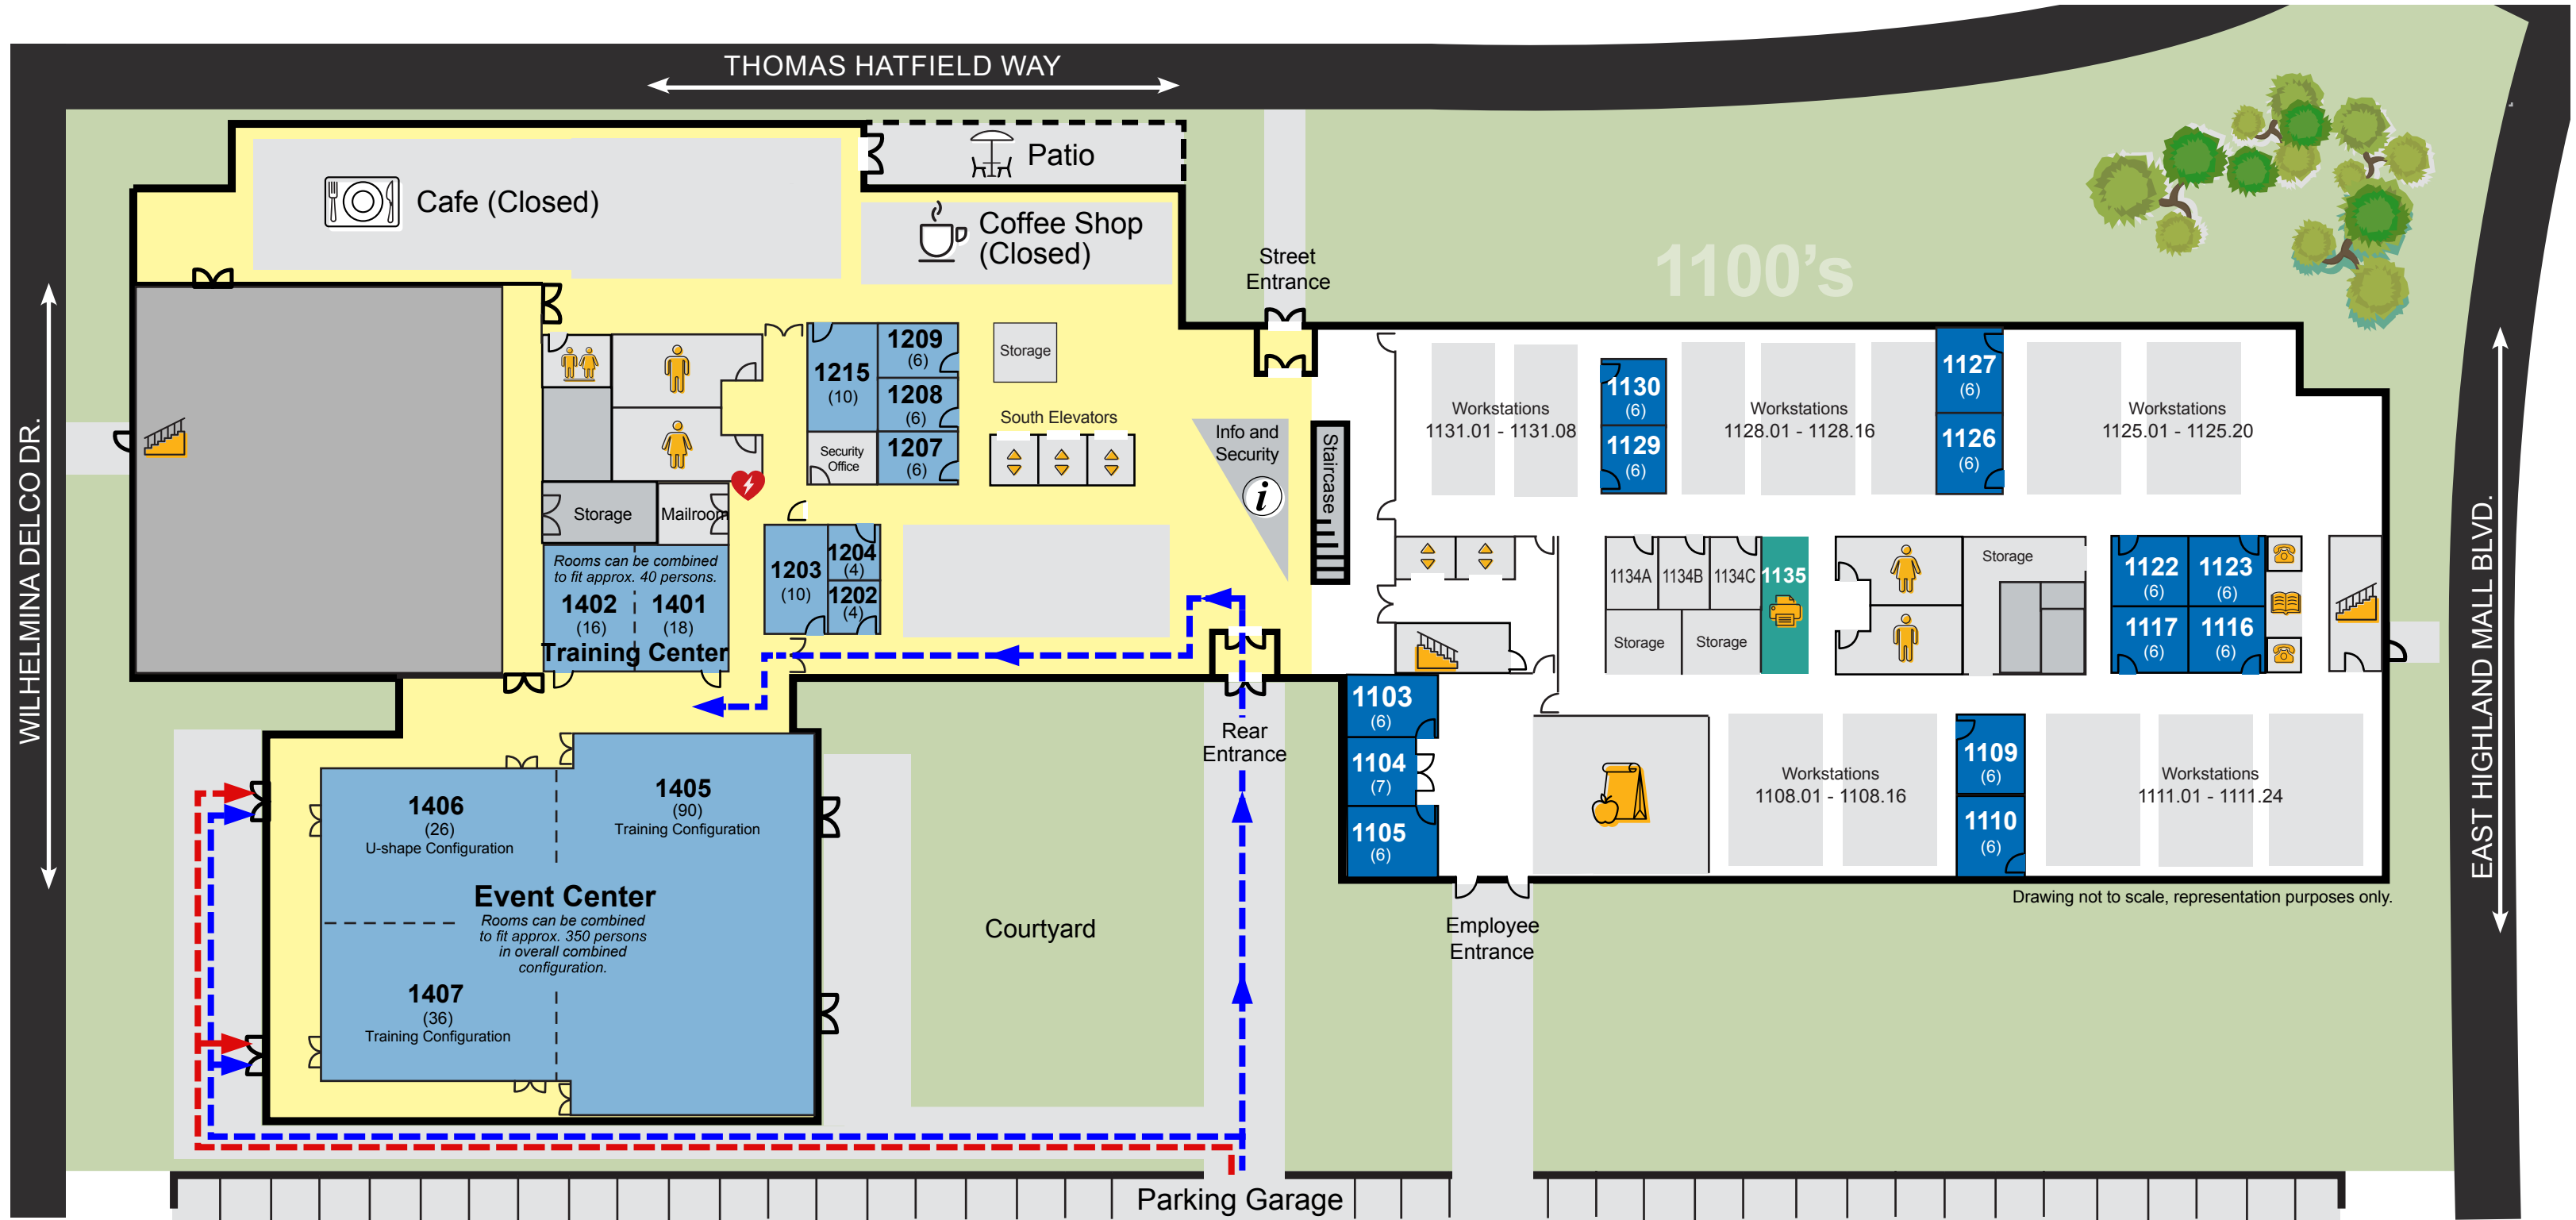 THOMAS HATFIELD WAY
WILHELMINA DELCO DR.
EAST HIGHLAND MALL BLVD.
Patio
Cafe (Closed)
Coffee Shop
(Closed)
Street
Entrance
1100's
1215
(10)
1209
(6)
1208
(6)
1207
(6)
Security
Office
Storage
South Elevators
Info and
Security
i
Staircase
Storage
Mailroom
Rooms can be combined
to fit approx. 40 persons.
1402
(16)
1401
(18)
Training Center
1203
(10)
1204
(4)
1202
(4)
Workstations
1131.01 - 1131.08
1130
(6)
1129
(6)
Workstations
1128.01 - 1128.16
1127
(6)
1126
(6)
Workstations
1125.01 - 1125.20
1134A
1134B
1134C
1135
Storage
Storage
Storage
1122
(6)
1123
(6)
1117
(6)
1116
(6)
1103
(6)
1104
(7)
1105
(6)
Workstations
1108.01 - 1108.16
1109
(6)
1110
(6)
Workstations
1111.01 - 1111.24
Drawing not to scale, representation purposes only.
Rear
Entrance
Employee
Entrance
1406
(26)
U-shape Configuration
1405
(90)
Training Configuration
Event Center
Rooms can be combined
to fit approx. 350 persons
in overall combined
configuration.
1407
(36)
Training Configuration
Courtyard
Parking Garage